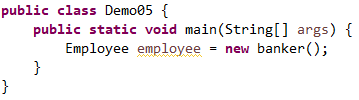 public class Demo05 {
    public static void main(String[] args) {
        Employee employee = new banker();
    }
}